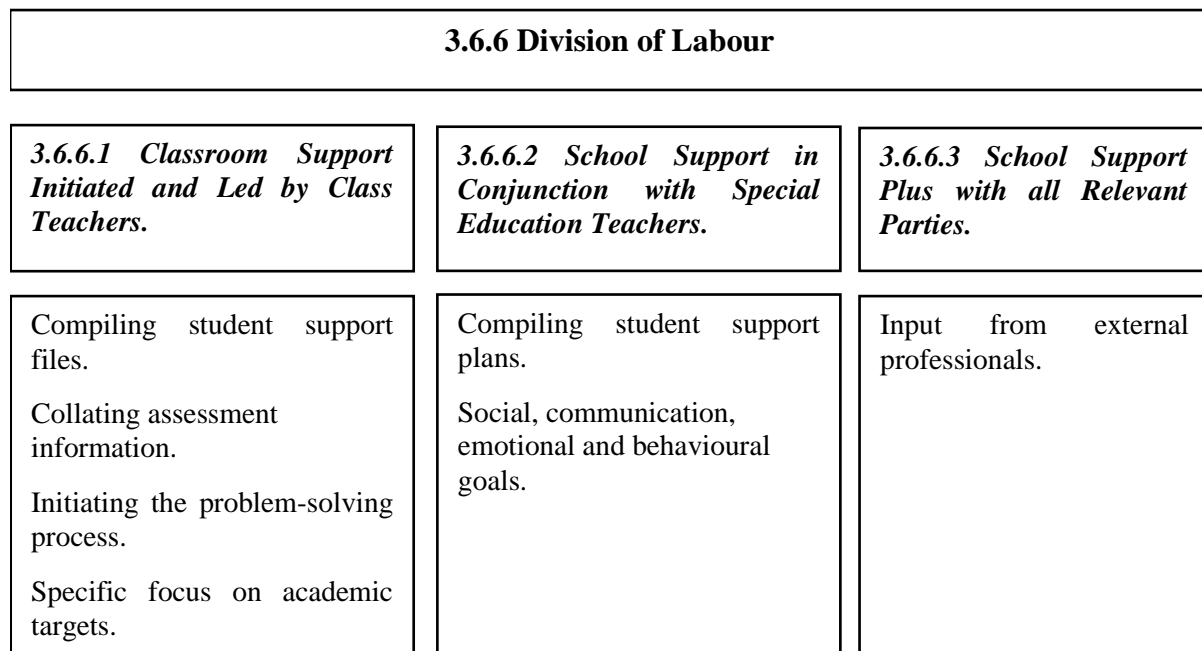 3.6.6 Division of Labour
3.6.6.1 Classroom Support
Initiated and Led by Class
Teachers.
3.6.6.2 School Support in
Conjunction with Special
Education Teachers.
3.6.6.3 School Support
Plus with all Relevant
Parties.
Compiling student support
files.
Collating assessment
information.
Initiating the problem-solving
process.
Specific focus on academic
targets.
Compiling student support
plans.
Social, communication,
emotional and behavioural
goals.
Input from external
professionals.